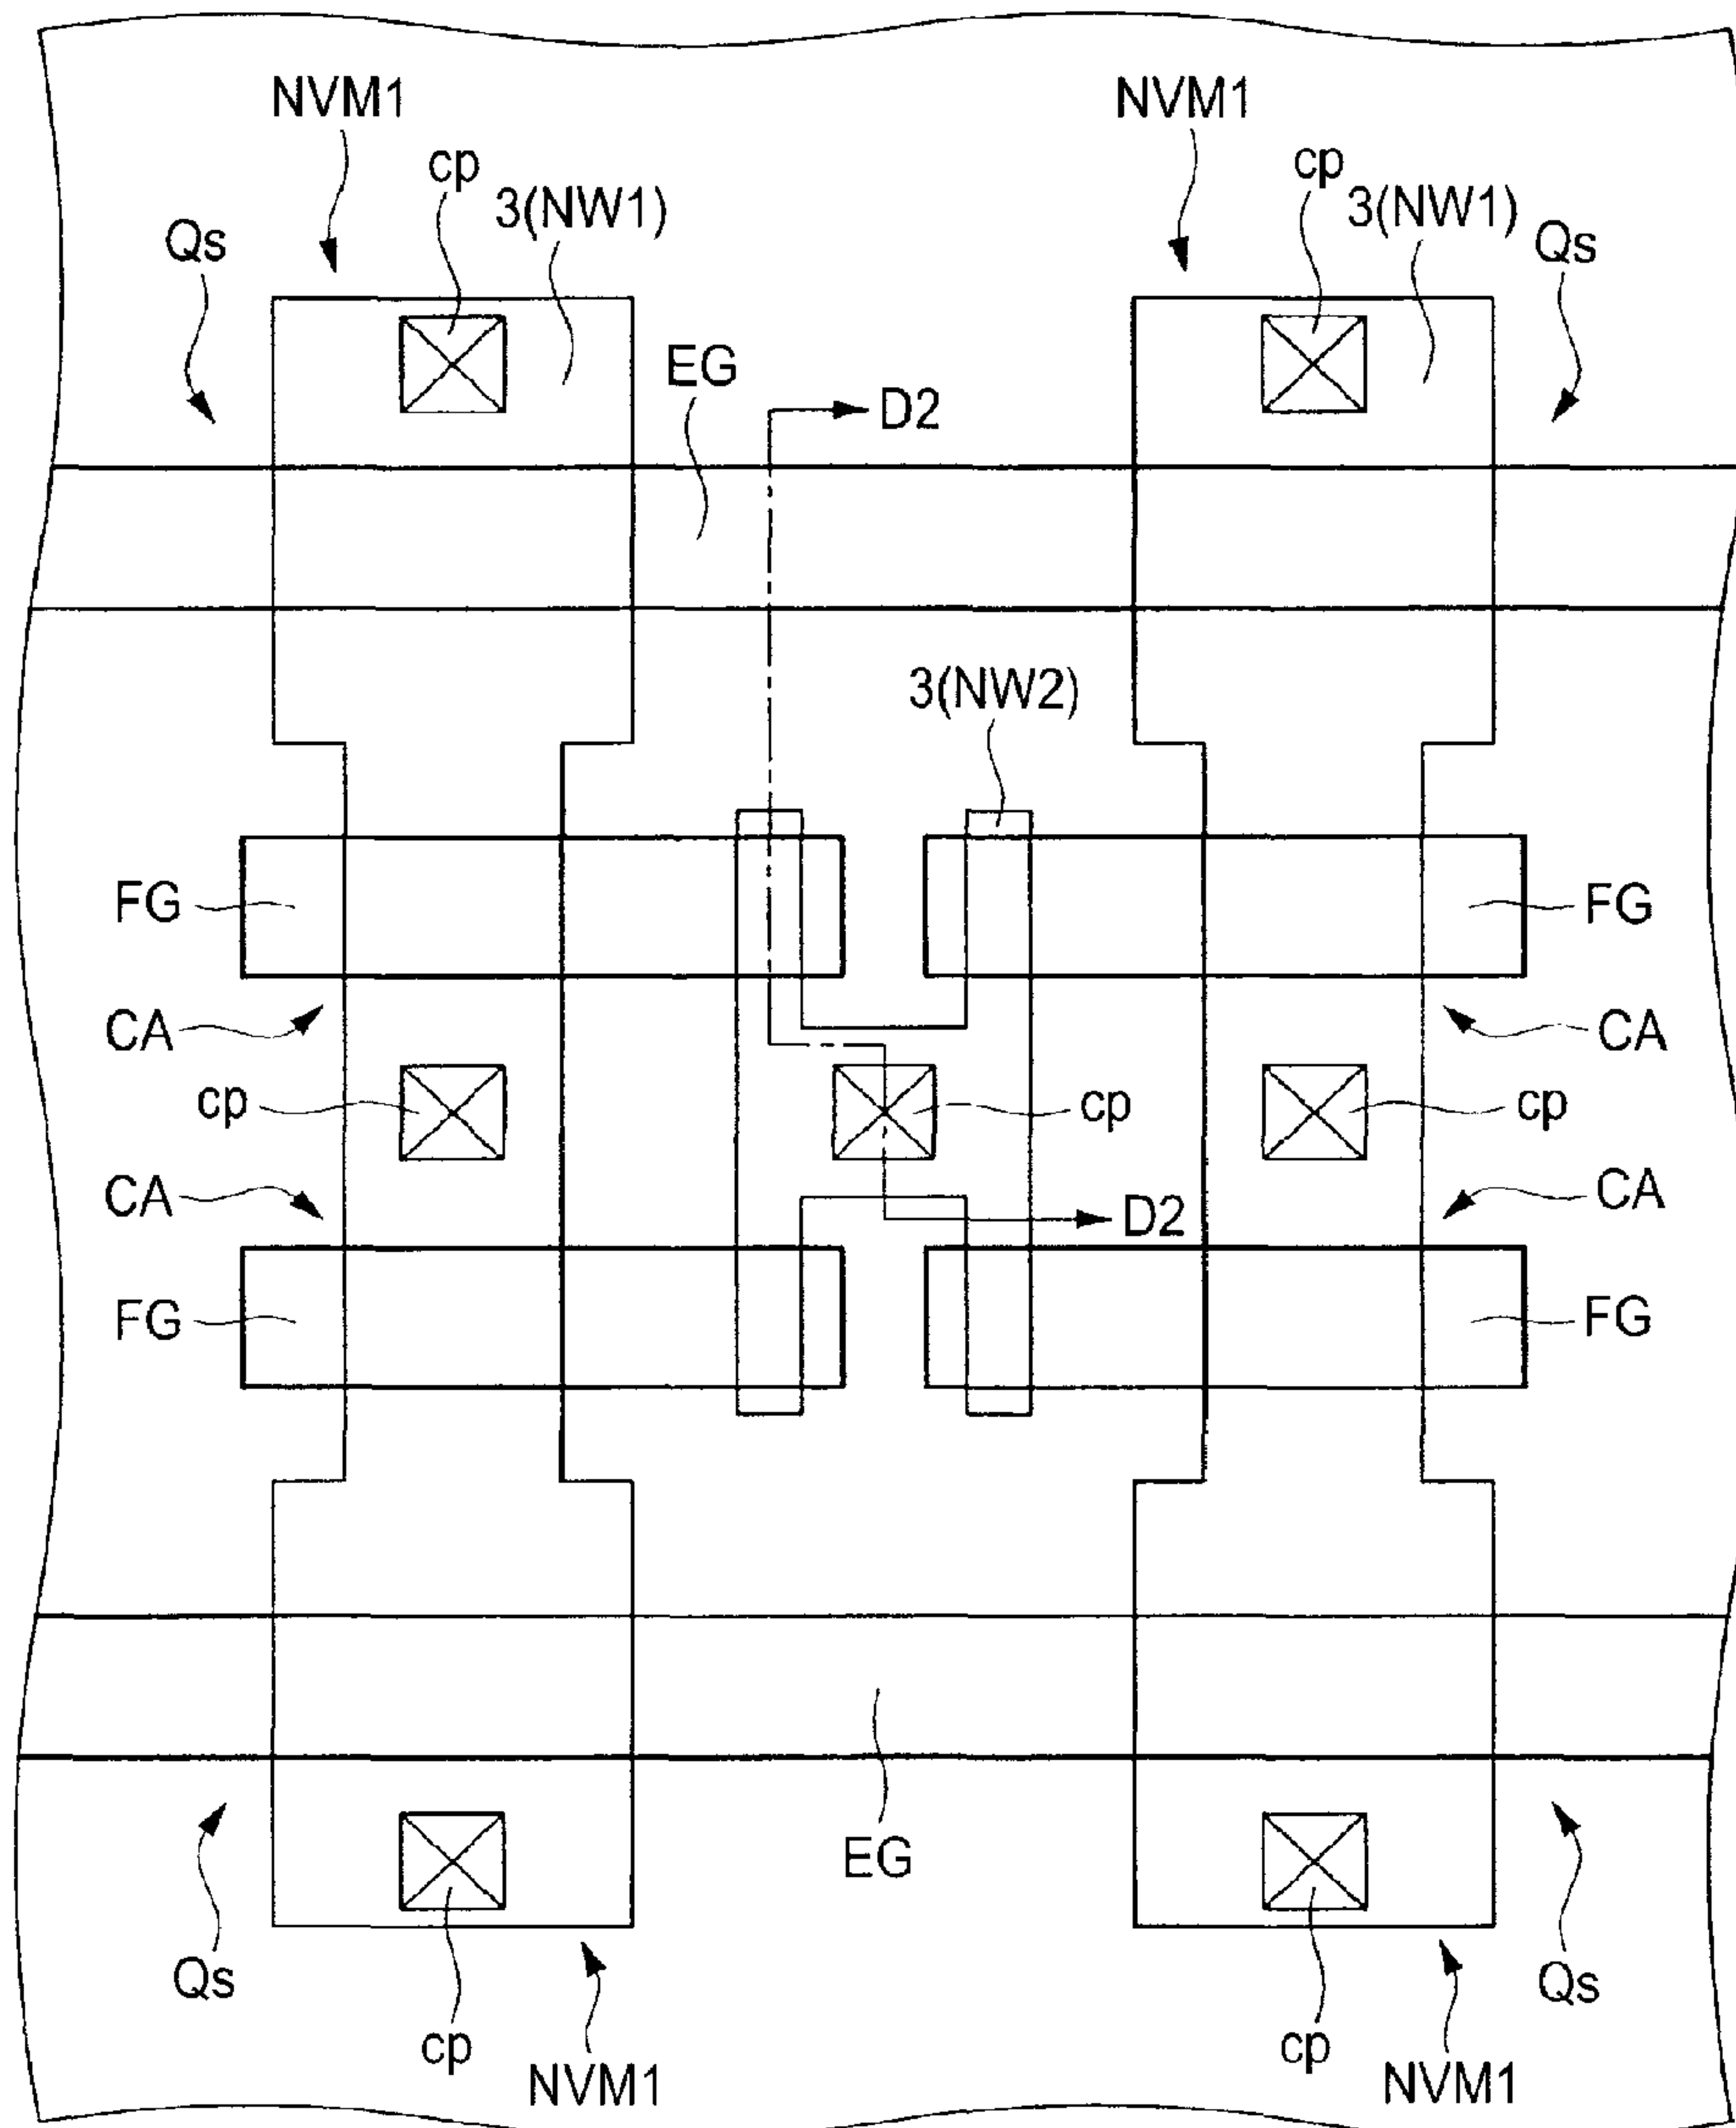 NVM1 NVM1
cp cp
3(NW1) 3(NW1)
Qs Qs
EG
D2
3(NW2)
FG FG
CA CA
cp cp cp
CA CA
D2
FG FG
EG
Qs Qs
cp cp
NVM1 NVM1